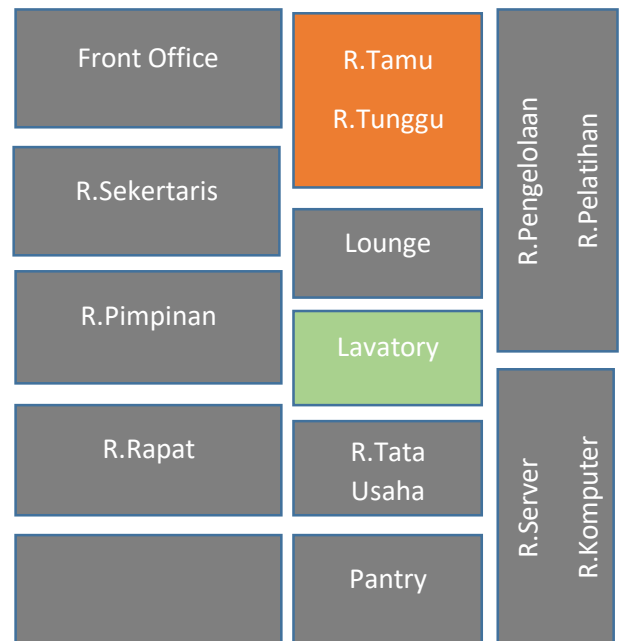 Front Office
R.Sekertaris
R.Pimpinan
R.Rapat
R.Tamu
R.Tunggu
Lounge
Lavatory
R.Tata
Usaha
Pantry
R.Pengelolaan
R.Pelatihan
R.Server
R.Komputer